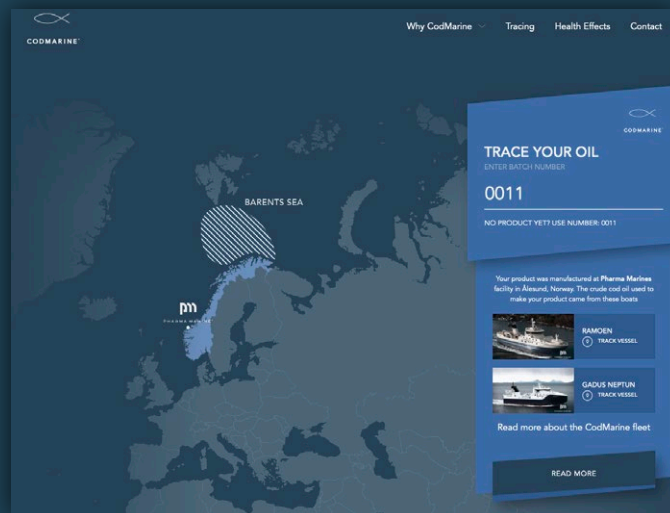 CODMARINE
Why CodMarine
Tracing
Health Effects
Contact
BARENTS SEA
pm
PHARMA MARINE
CODMARINE
TRACE YOUR OIL
ENTER BATCH NUMBER
0011
NO PRODUCT YET? USE NUMBER: 0011
Your product was manufactured at Pharma Marines
facility in Ålesund, Norway. The crude cod oil used to
make your product came from these boats
RAMOEN
TRACK VESSEL
GADUS NEPTUN
TRACK VESSEL
Read more about the CodMarine fleet
READ MORE